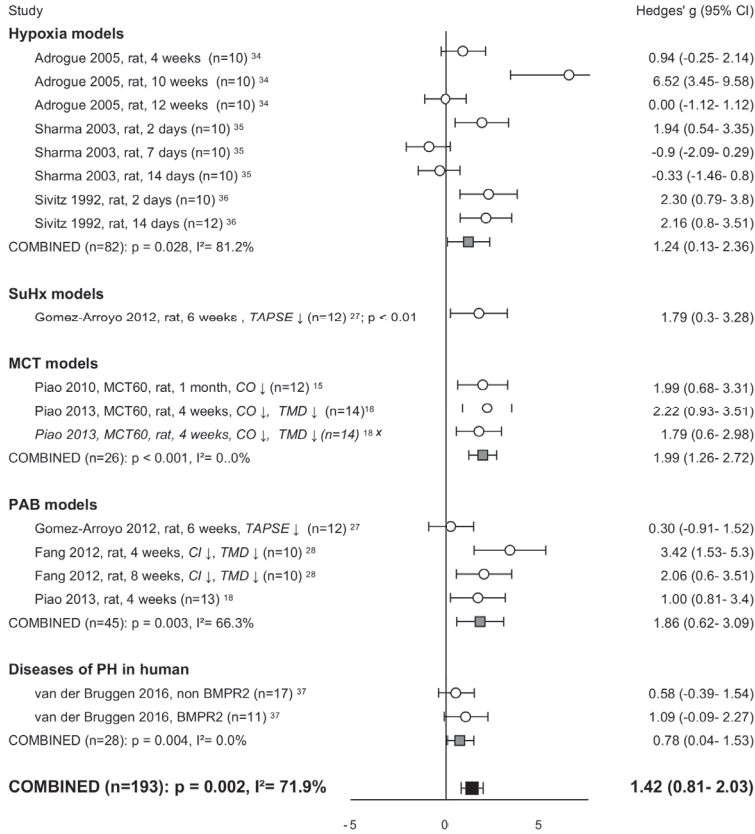 Study Hedges' g (95% CI)
Hypoxia models
Adrogue 2005, rat, 4 weeks (n=10) 34 0.94 (-0.25- 2.14)
Adrogue 2005, rat, 10 weeks (n=10) 34 6.52 (3.45- 9.58)
Adrogue 2005, rat, 12 weeks (n=10) 34 0.00 (-1.12- 1.12)
Sharma 2003, rat, 2 days (n=10) 35 1.94 (0.54- 3.35)
Sharma 2003, rat, 7 days (n=10) 35 -0.9 (-2.09- 0.29)
Sharma 2003, rat, 14 days (n=10) 35 -0.33 (-1.46- 0.8)
Sivitz 1992, rat, 2 days (n=10) 36 2.30 (0.79- 3.8)
Sivitz 1992, rat, 14 days (n=12) 36 2.16 (0.8- 3.51)
COMBINED (n=82): p = 0.028, I²= 81.2% 1.24 (0.13- 2.36)
SuHx models
Gomez-Arroyo 2012, rat, 6 weeks , TAPSE ↓ (n=12) 27; p < 0.01 1.79 (0.3- 3.28)
MCT models
Piao 2010, MCT60, rat, 1 month, CO ↓ (n=12) 15 1.99 (0.68- 3.31)
Piao 2013, MCT60, rat, 4 weeks, CO ↓, TMD ↓ (n=14)18 2.22 (0.93- 3.51)
Piao 2013, MCT60, rat, 4 weeks, CO ↓, TMD ↓ (n=14) 18 x 1.79 (0.6- 2.98)
COMBINED (n=26): p < 0.001, I²= 0..0% 1.99 (1.26- 2.72)
PAB models
Gomez-Arroyo 2012, rat, 6 weeks, TAPSE ↓ (n=12) 27 0.30 (-0.91- 1.52)
Fang 2012, rat, 4 weeks, CI ↓, TMD ↓ (n=10) 28 3.42 (1.53- 5.3)
Fang 2012, rat, 8 weeks, CI ↓, TMD ↓ (n=10) 28 2.06 (0.6- 3.51)
Piao 2013, rat, 4 weeks (n=13) 18 1.00 (0.81- 3.4)
COMBINED (n=45): p = 0.003, I²= 66.3% 1.86 (0.62- 3.09)
Diseases of PH in human
van der Bruggen 2016, non BMPR2 (n=17) 37 0.58 (-0.39- 1.54)
van der Bruggen 2016, BMPR2 (n=11) 37 1.09 (-0.09- 2.27)
COMBINED (n=28): p = 0.004, I²= 0.0% 0.78 (0.04- 1.53)
COMBINED (n=193): p = 0.002, I²= 71.9% 1.42 (0.81- 2.03)
-5 0 5